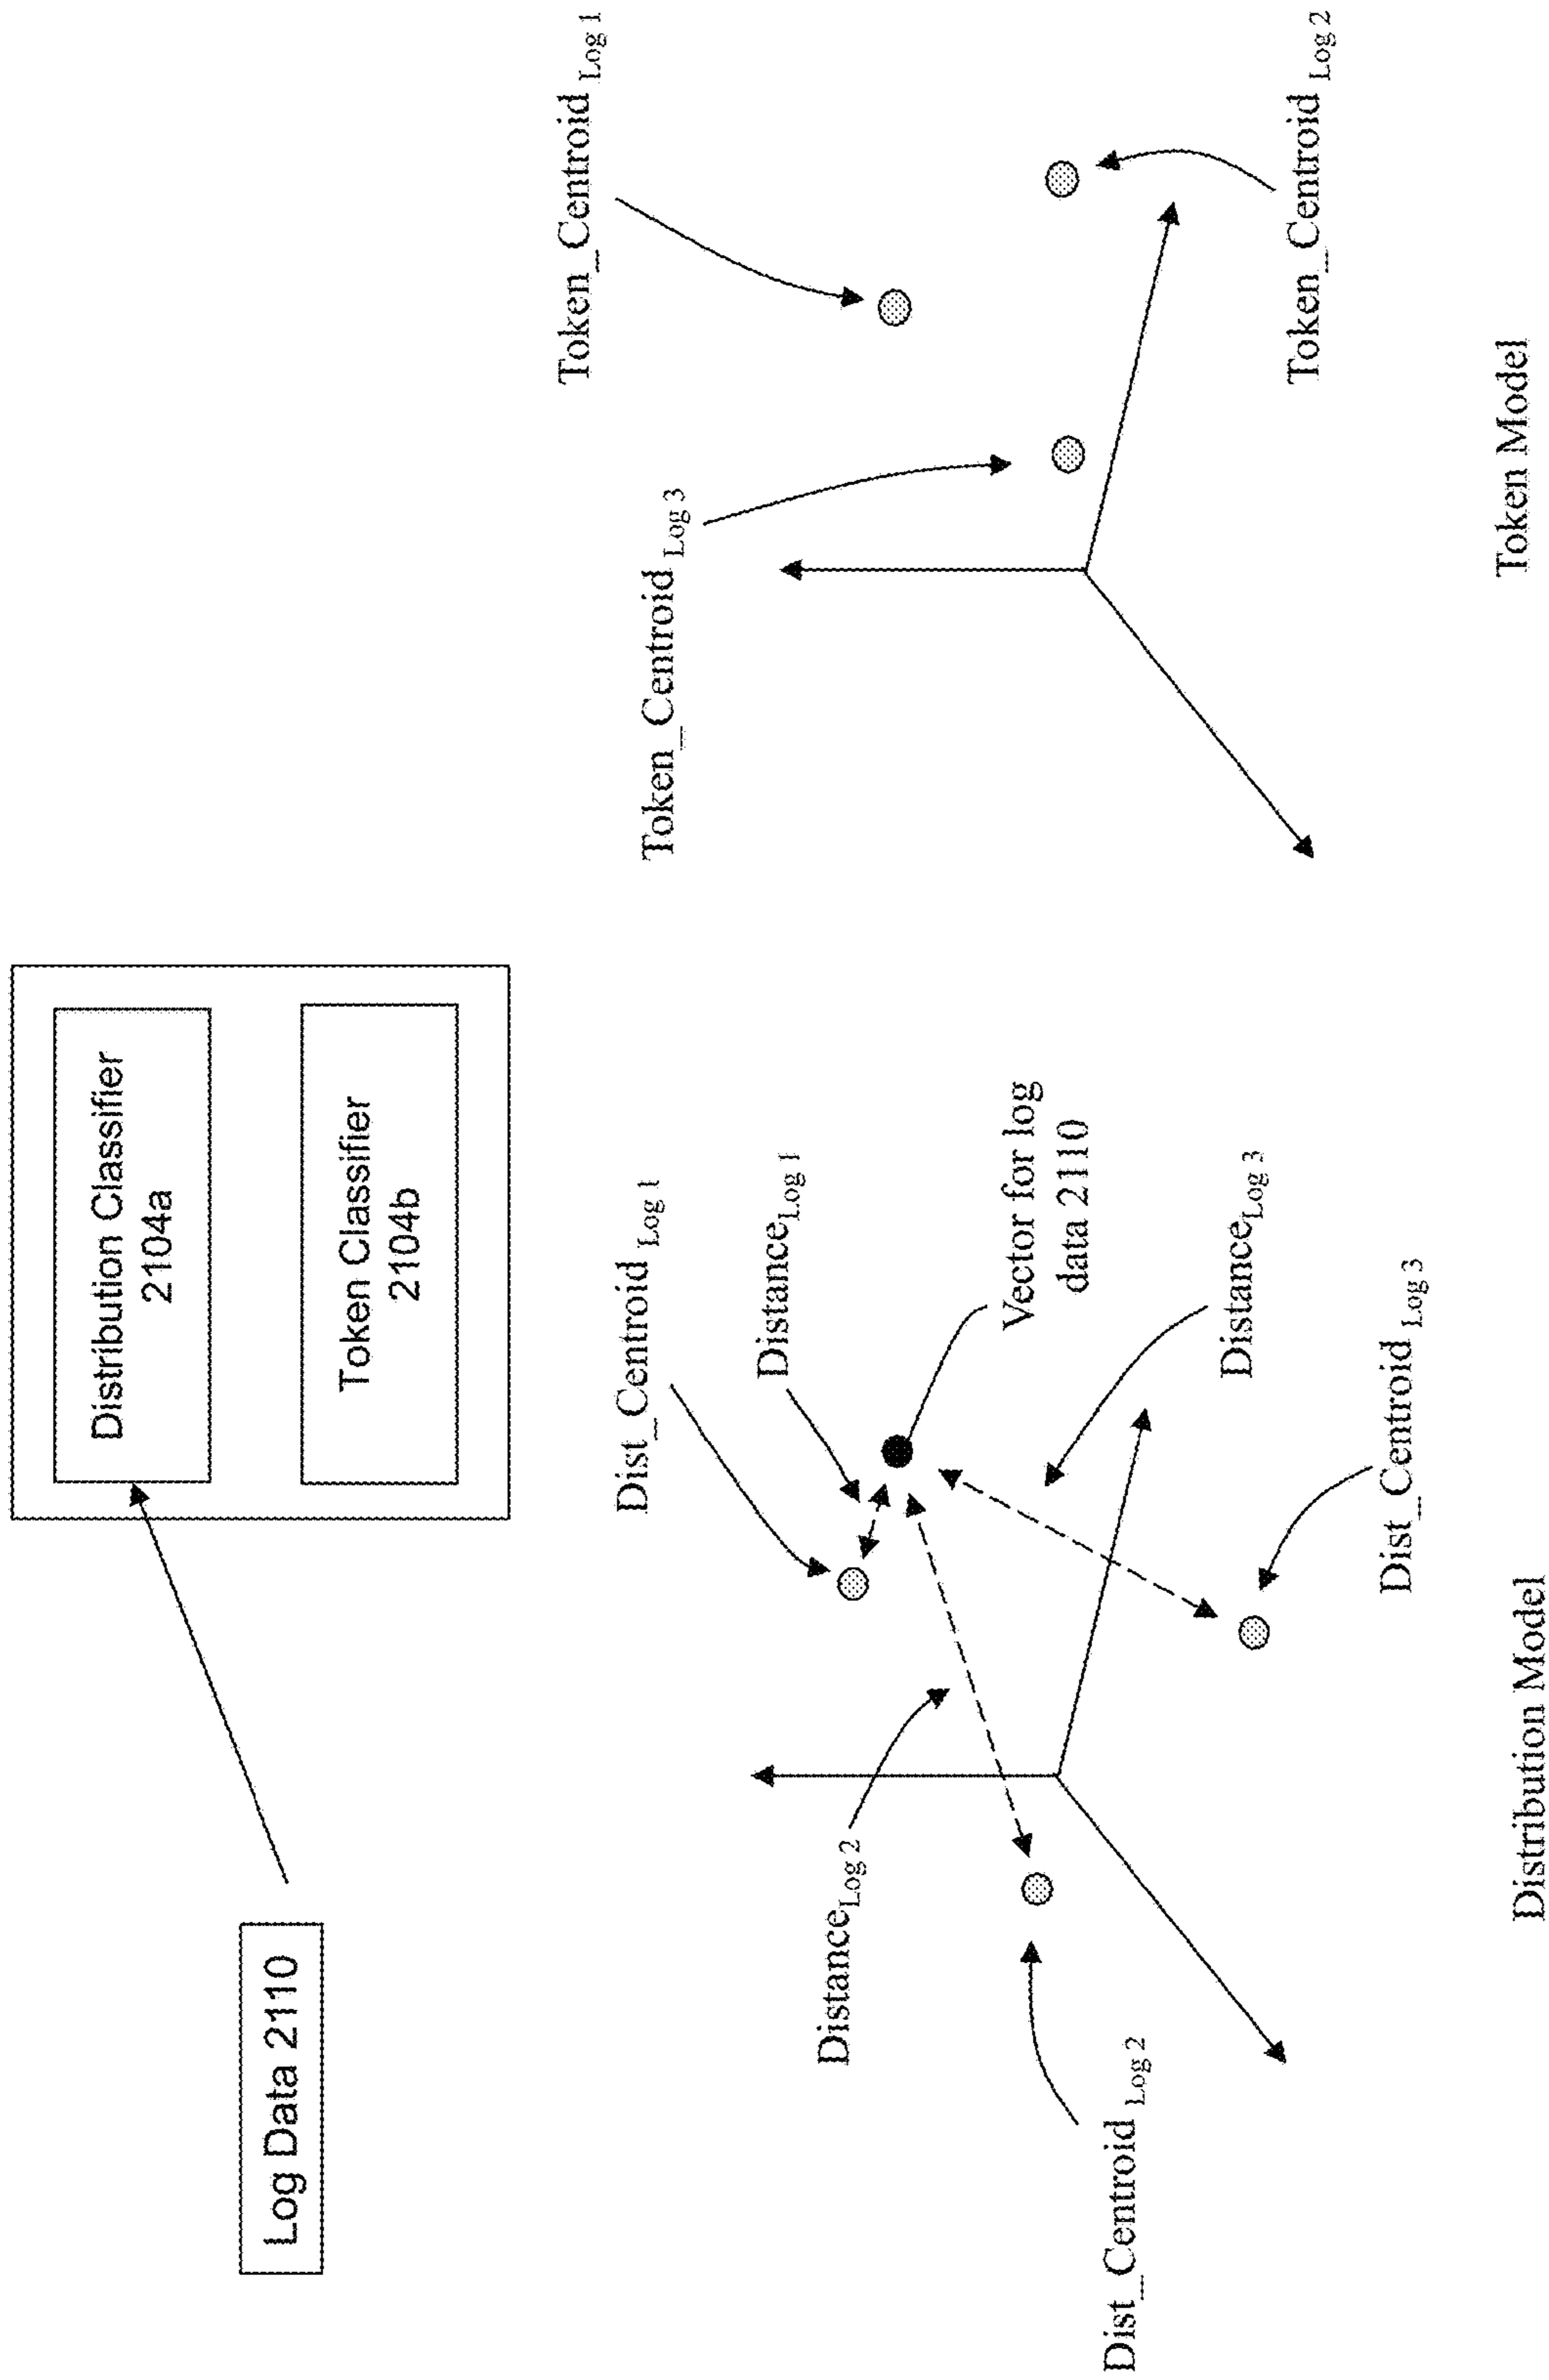 Log Data 2110
Distribution Classifier
2104a
Token Classifier
2104b
Dist_Centroid Log 1
Distance Log 1
Vector for log
data 2110
Distance Log 2
Distance Log 3
Dist_Centroid Log 2
Dist_Centroid Log 3
Distribution Model
Token_Centroid Log 1
Token_Centroid Log 3
Token_Centroid Log 2
Token Model